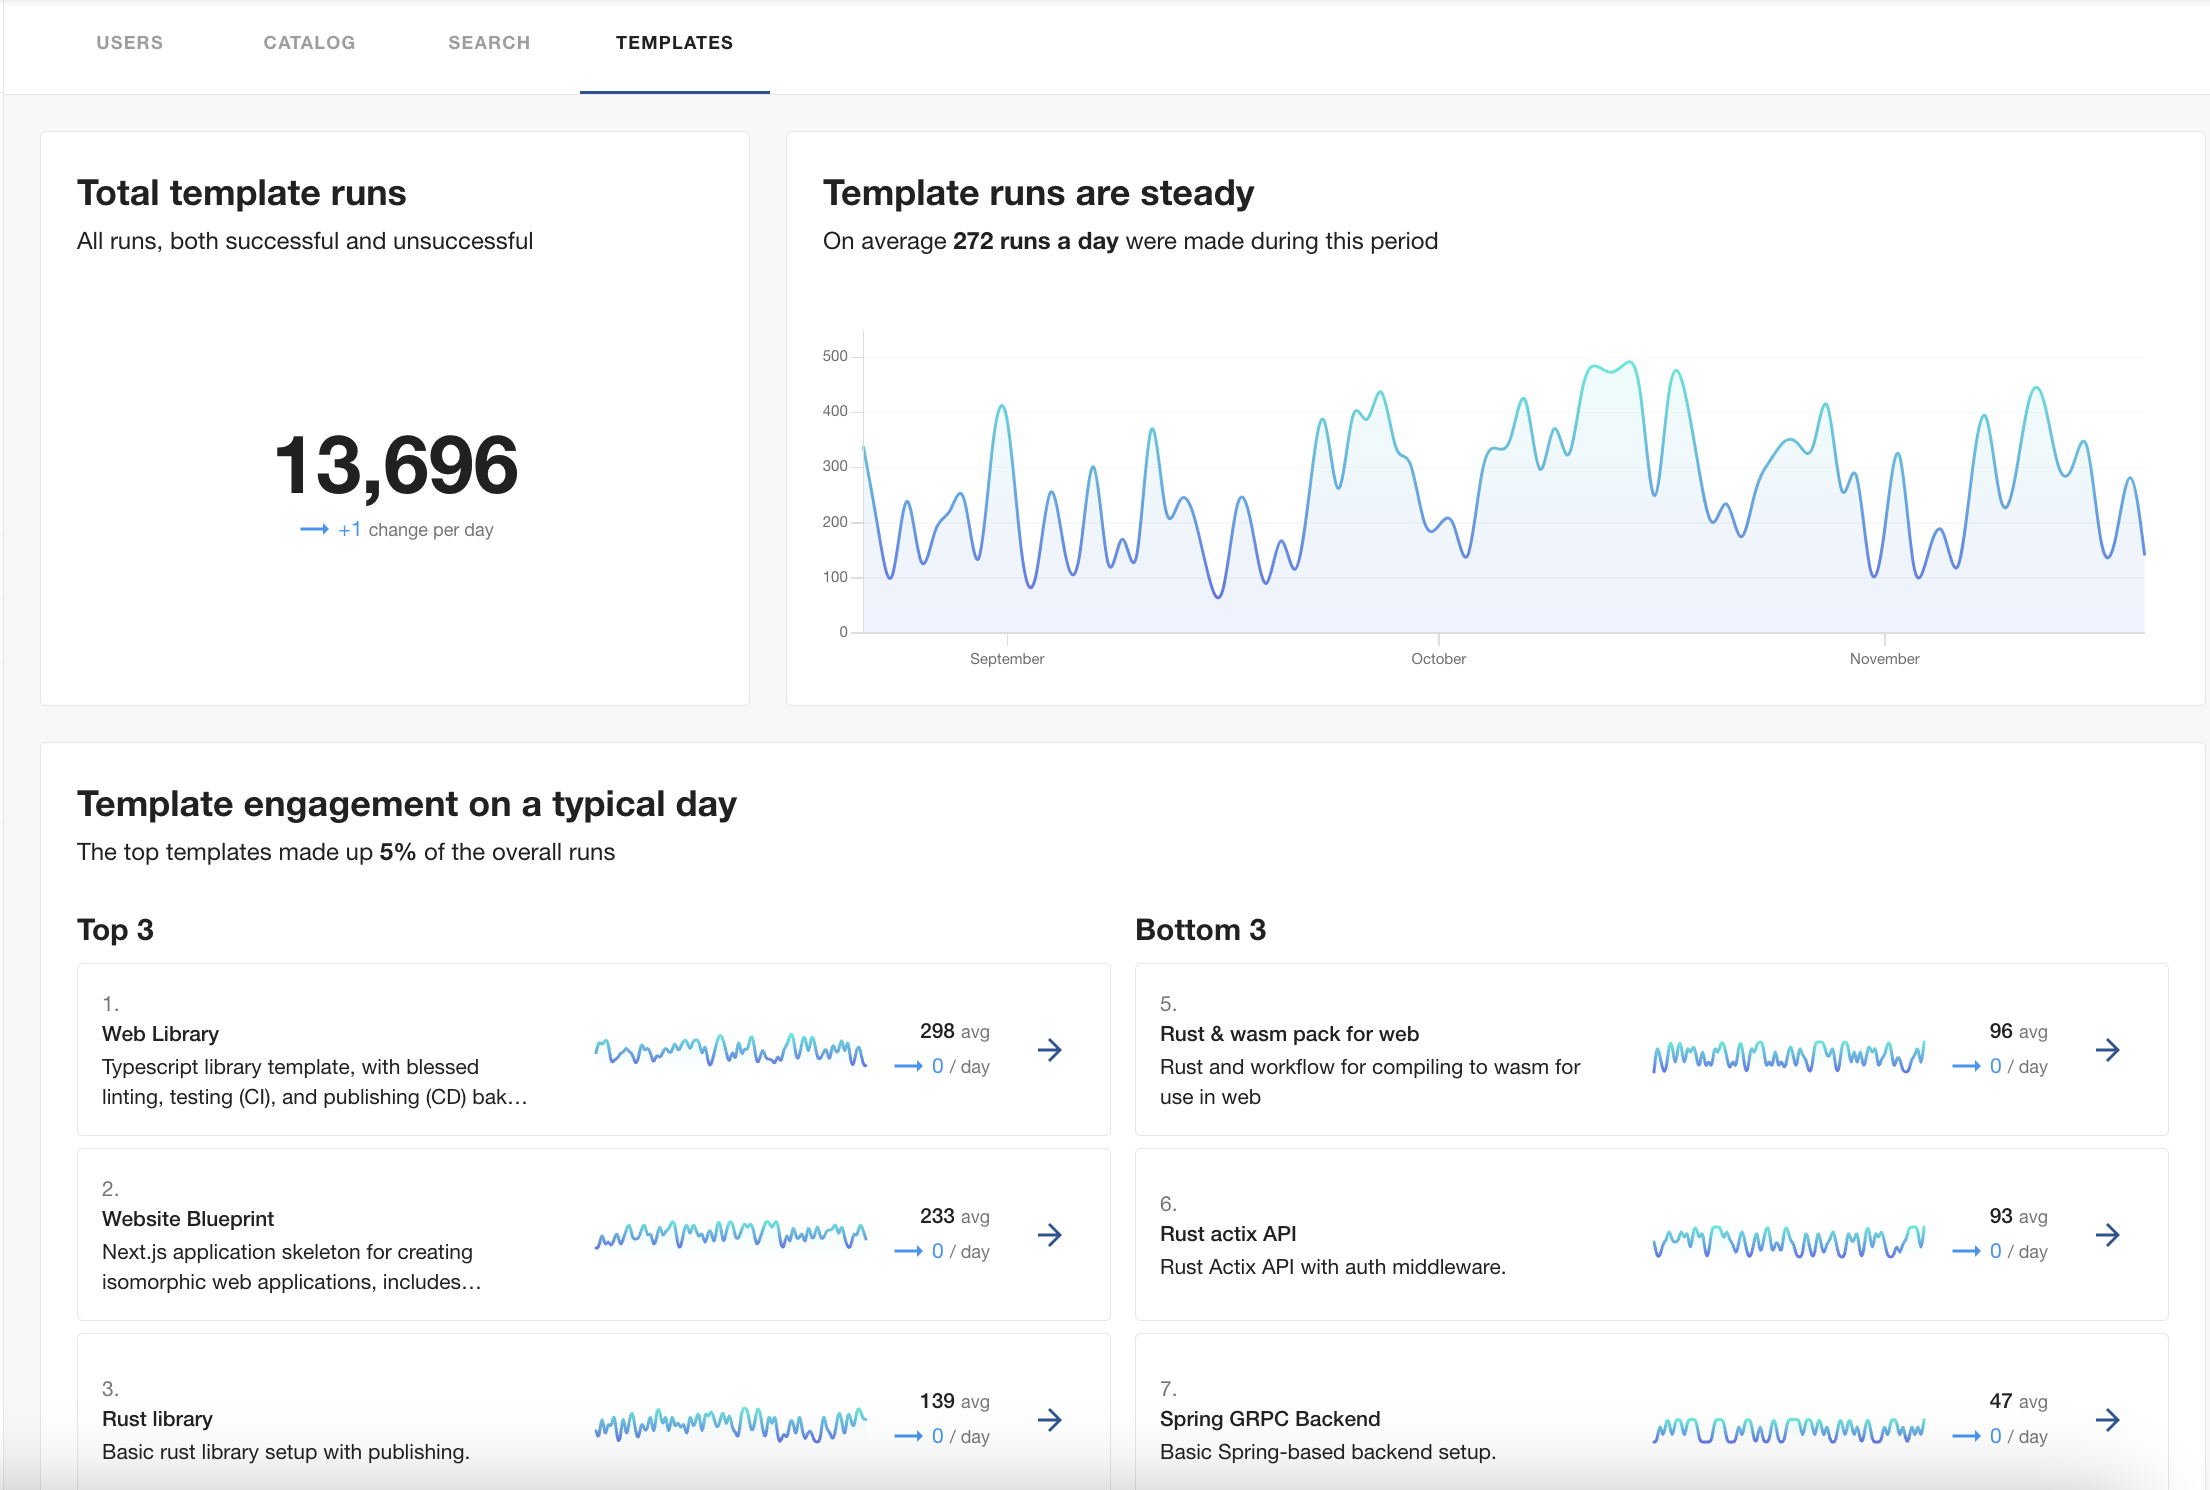 USERS
CATALOG
SEARCH
TEMPLATES
Total template runs
All runs, both successful and unsuccessful
13,696
+1 change per day
Template runs are steady
On average 272 runs a day were made during this period
500
400
300
200
100
0
September
October
November
Template engagement on a typical day
The top templates made up 5% of the overall runs
Top 3
1.
Web Library
Typescript library template, with blessed
linting, testing (CI), and publishing (CD) bak…
298 avg
0 / day
2.
Website Blueprint
Next.js application skeleton for creating
isomorphic web applications, includes…
233 avg
0 / day
3.
Rust library
Basic rust library setup with publishing.
139 avg
0 / day
Bottom 3
5.
Rust & wasm pack for web
Rust and workflow for compiling to wasm for
use in web
96 avg
0 / day
6.
Rust actix API
Rust Actix API with auth middleware.
93 avg
0 / day
7.
Spring GRPC Backend
Basic Spring-based backend setup.
47 avg
0 / day